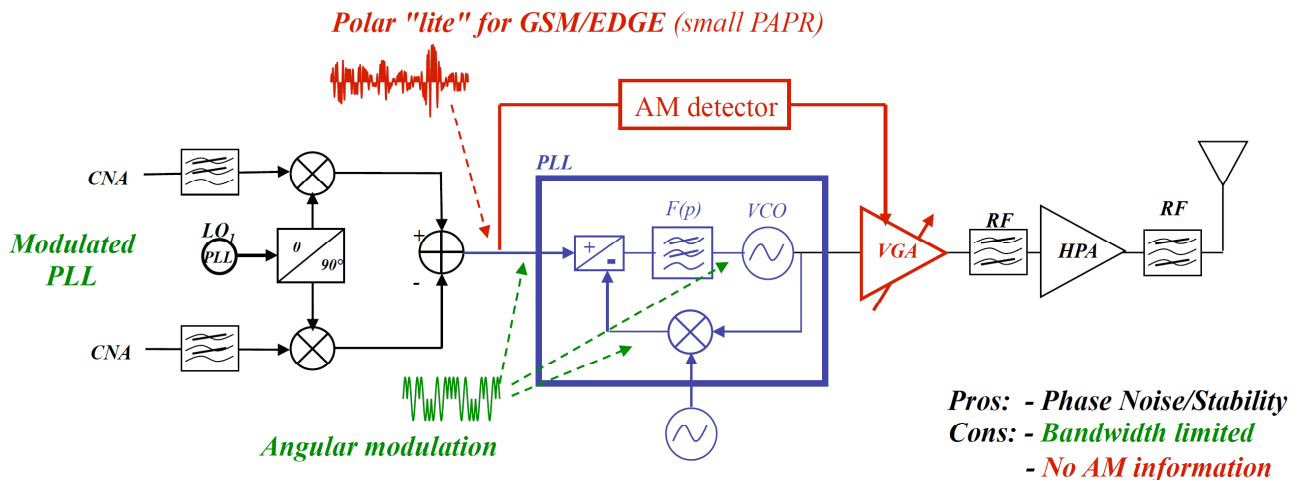 Polar "lite" for GSM/EDGE (small PAPR)
AM detector
PLL
CNA
F(p)
VCO
LO1
PLL
0
90°
+
-
+
-
VGA
RF
HPA
RF
Modulated
PLL
CNA
Angular modulation
Pros: - Phase Noise/Stability
Cons: - Bandwidth limited
- No AM information